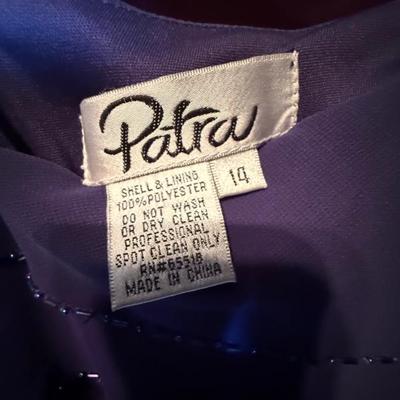 Patra
14
SHELL & LINING
100% POLYESTER
DO NOT WASH
OR DRY CLEAN
PROFESSIONAL
SPOT CLEAN ONLY
RN#65518
MADE IN CHINA